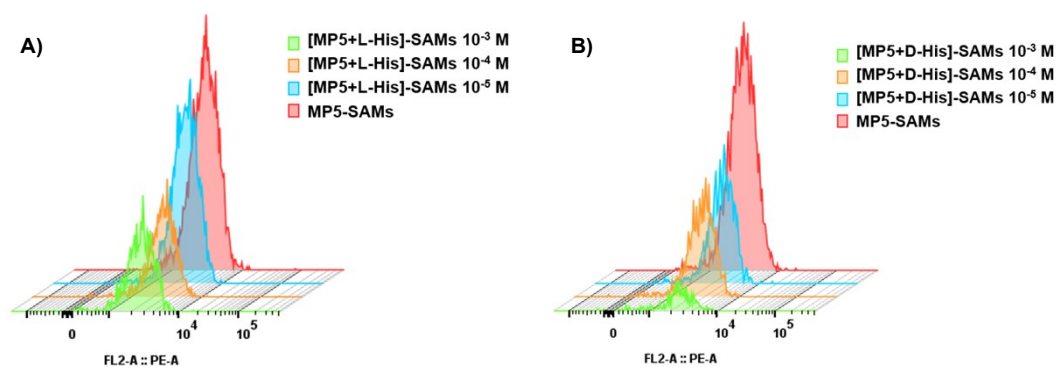 A)
[MP5+L-His]-SAMs 10⁻³ M
[MP5+L-His]-SAMs 10⁻⁴ M
[MP5+L-His]-SAMs 10⁻⁵ M
MP5-SAMs
0
10⁴
10⁵
FL2-A :: PE-A
B)
[MP5+D-His]-SAMs 10⁻³ M
[MP5+D-His]-SAMs 10⁻⁴ M
[MP5+D-His]-SAMs 10⁻⁵ M
MP5-SAMs
0
10⁴
10⁵
FL2-A :: PE-A